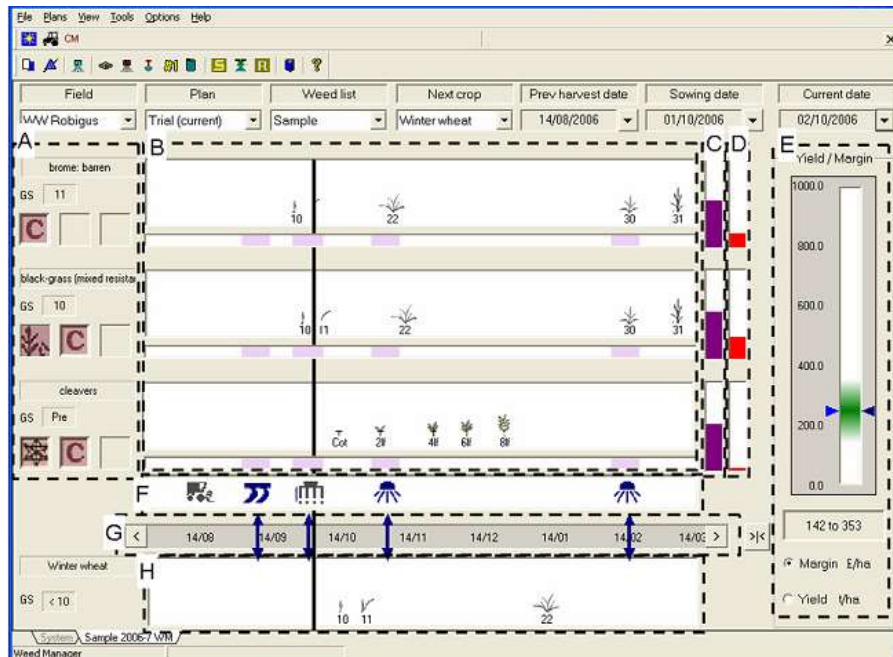 File Plans View Tools Options Help
CM
Field Plan Weed list Next crop Prev harvest date Sowing date Current date
WW Robigus Trial (current) Sample Winter wheat 14/08/2006 01/10/2006 02/10/2006
A B C D E
brome: barren
GS 11
C
10 22 30 31
black-grass (mixed resista
GS 10
C
10 11 22 30 31
cleavers
GS Pre
C
Cot 2lf 4lf 6lf 8lf
Yield / Margin
1000.0
800.0
600.0
400.0
200.0
0.0
142 to 353
Margin £/ha
Yield t/ha
F
G < 14/08 14/09 14/10 14/11 14/12 14/01 14/02 14/03 > >|<
H
Winter wheat
GS < 10
10 11 22
System Sample 2006-7 WM
Weed Manager